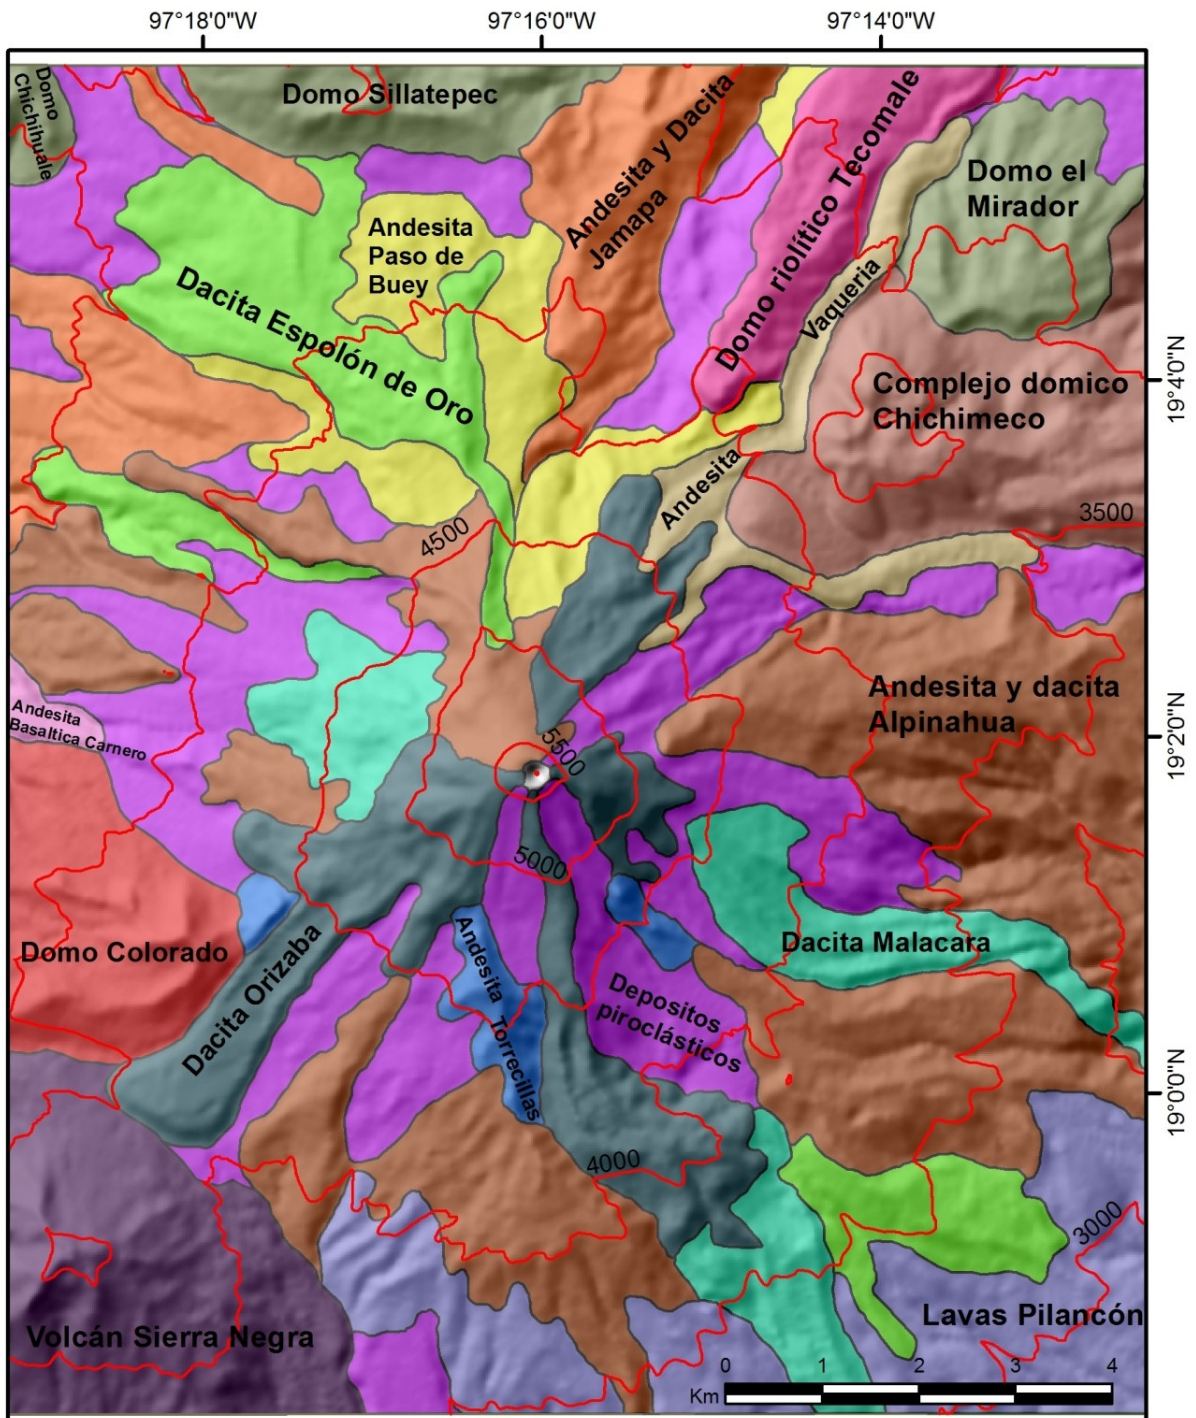 97°18'0"W
97°16'0"W
97°14'0"W
Domo
Chichihuale
Domo Sillatepec
Andesita y Dacita
Jamapa
Domo riolítico Tecomale
Domo el
Mirador
Andesita
Paso de
Buey
Dacita Espolón de Oro
Vaqueria
Andesita
Complejo domico
Chichimeco
19°4'0"N
4500
3500
Andesita
Basaltica Carnero
Andesita y dacita
Alpinahua
19°2'0"N
5500
5000
Domo Colorado
Dacita Orizaba
Andesita Torrecillas
Depositos
piroclásticos
Dacita Malacara
19°0'0"N
4000
3000
Volcán Sierra Negra
Lavas Pilancón
0 1 2 3 4
Km